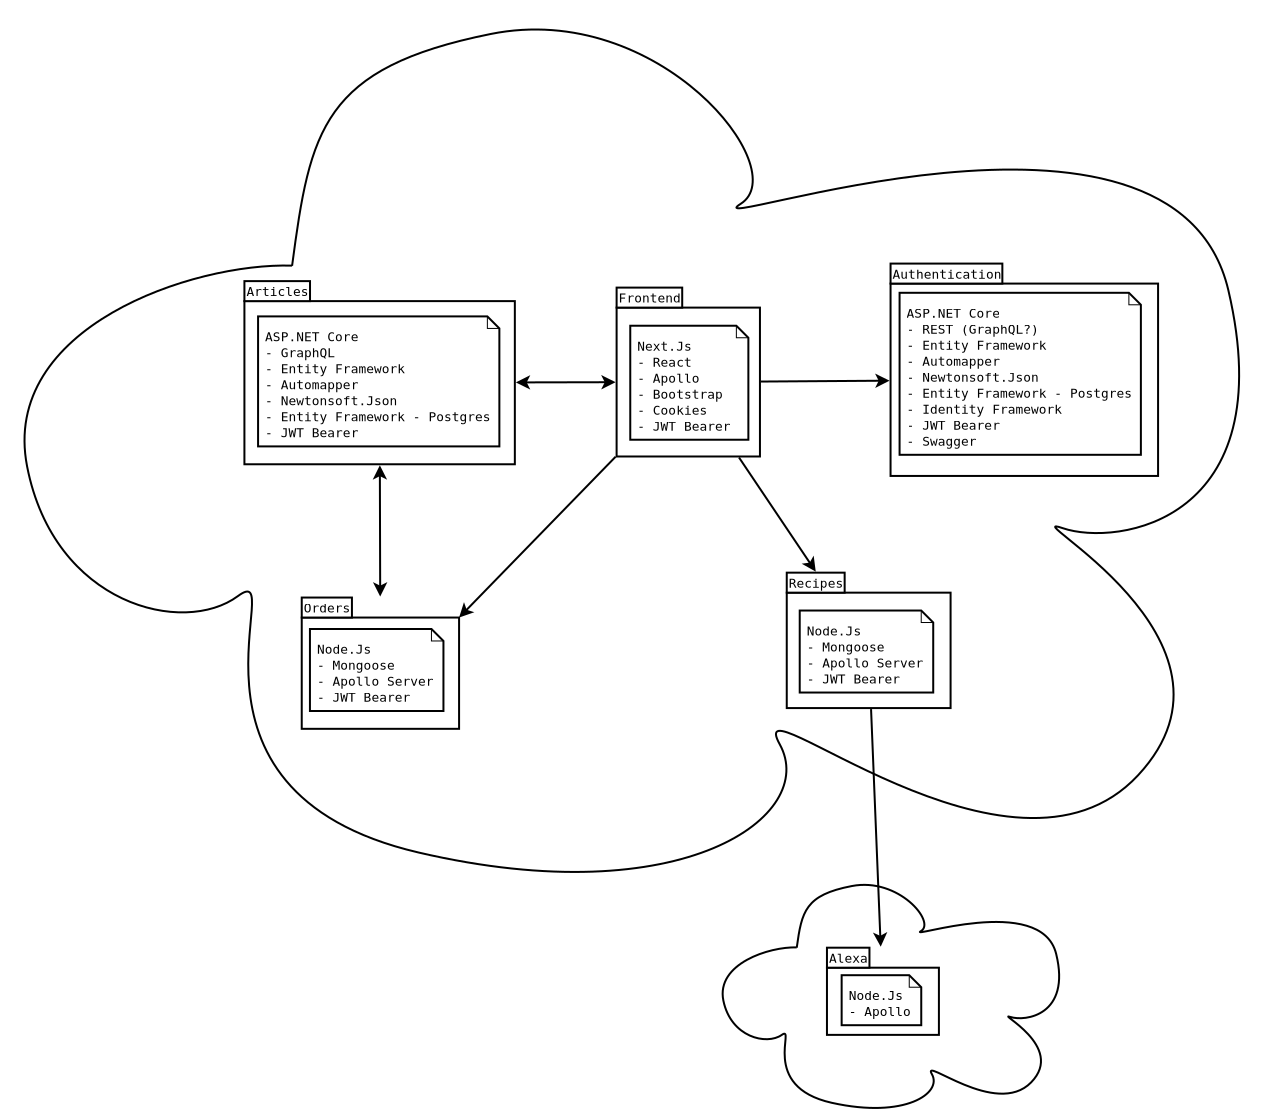 Articles
ASP.NET Core
- GraphQL
- Entity Framework
- Automapper
- Newtonsoft.Json
- Entity Framework - Postgres
- JWT Bearer
Frontend
Next.Js
- React
- Apollo
- Bootstrap
- Cookies
- JWT Bearer
Authentication
ASP.NET Core
- REST (GraphQL?)
- Entity Framework
- Automapper
- Newtonsoft.Json
- Entity Framework - Postgres
- Identity Framework
- JWT Bearer
- Swagger
Orders
Node.Js
- Mongoose
- Apollo Server
- JWT Bearer
Recipes
Node.Js
- Mongoose
- Apollo Server
- JWT Bearer
Alexa
Node.Js
- Apollo